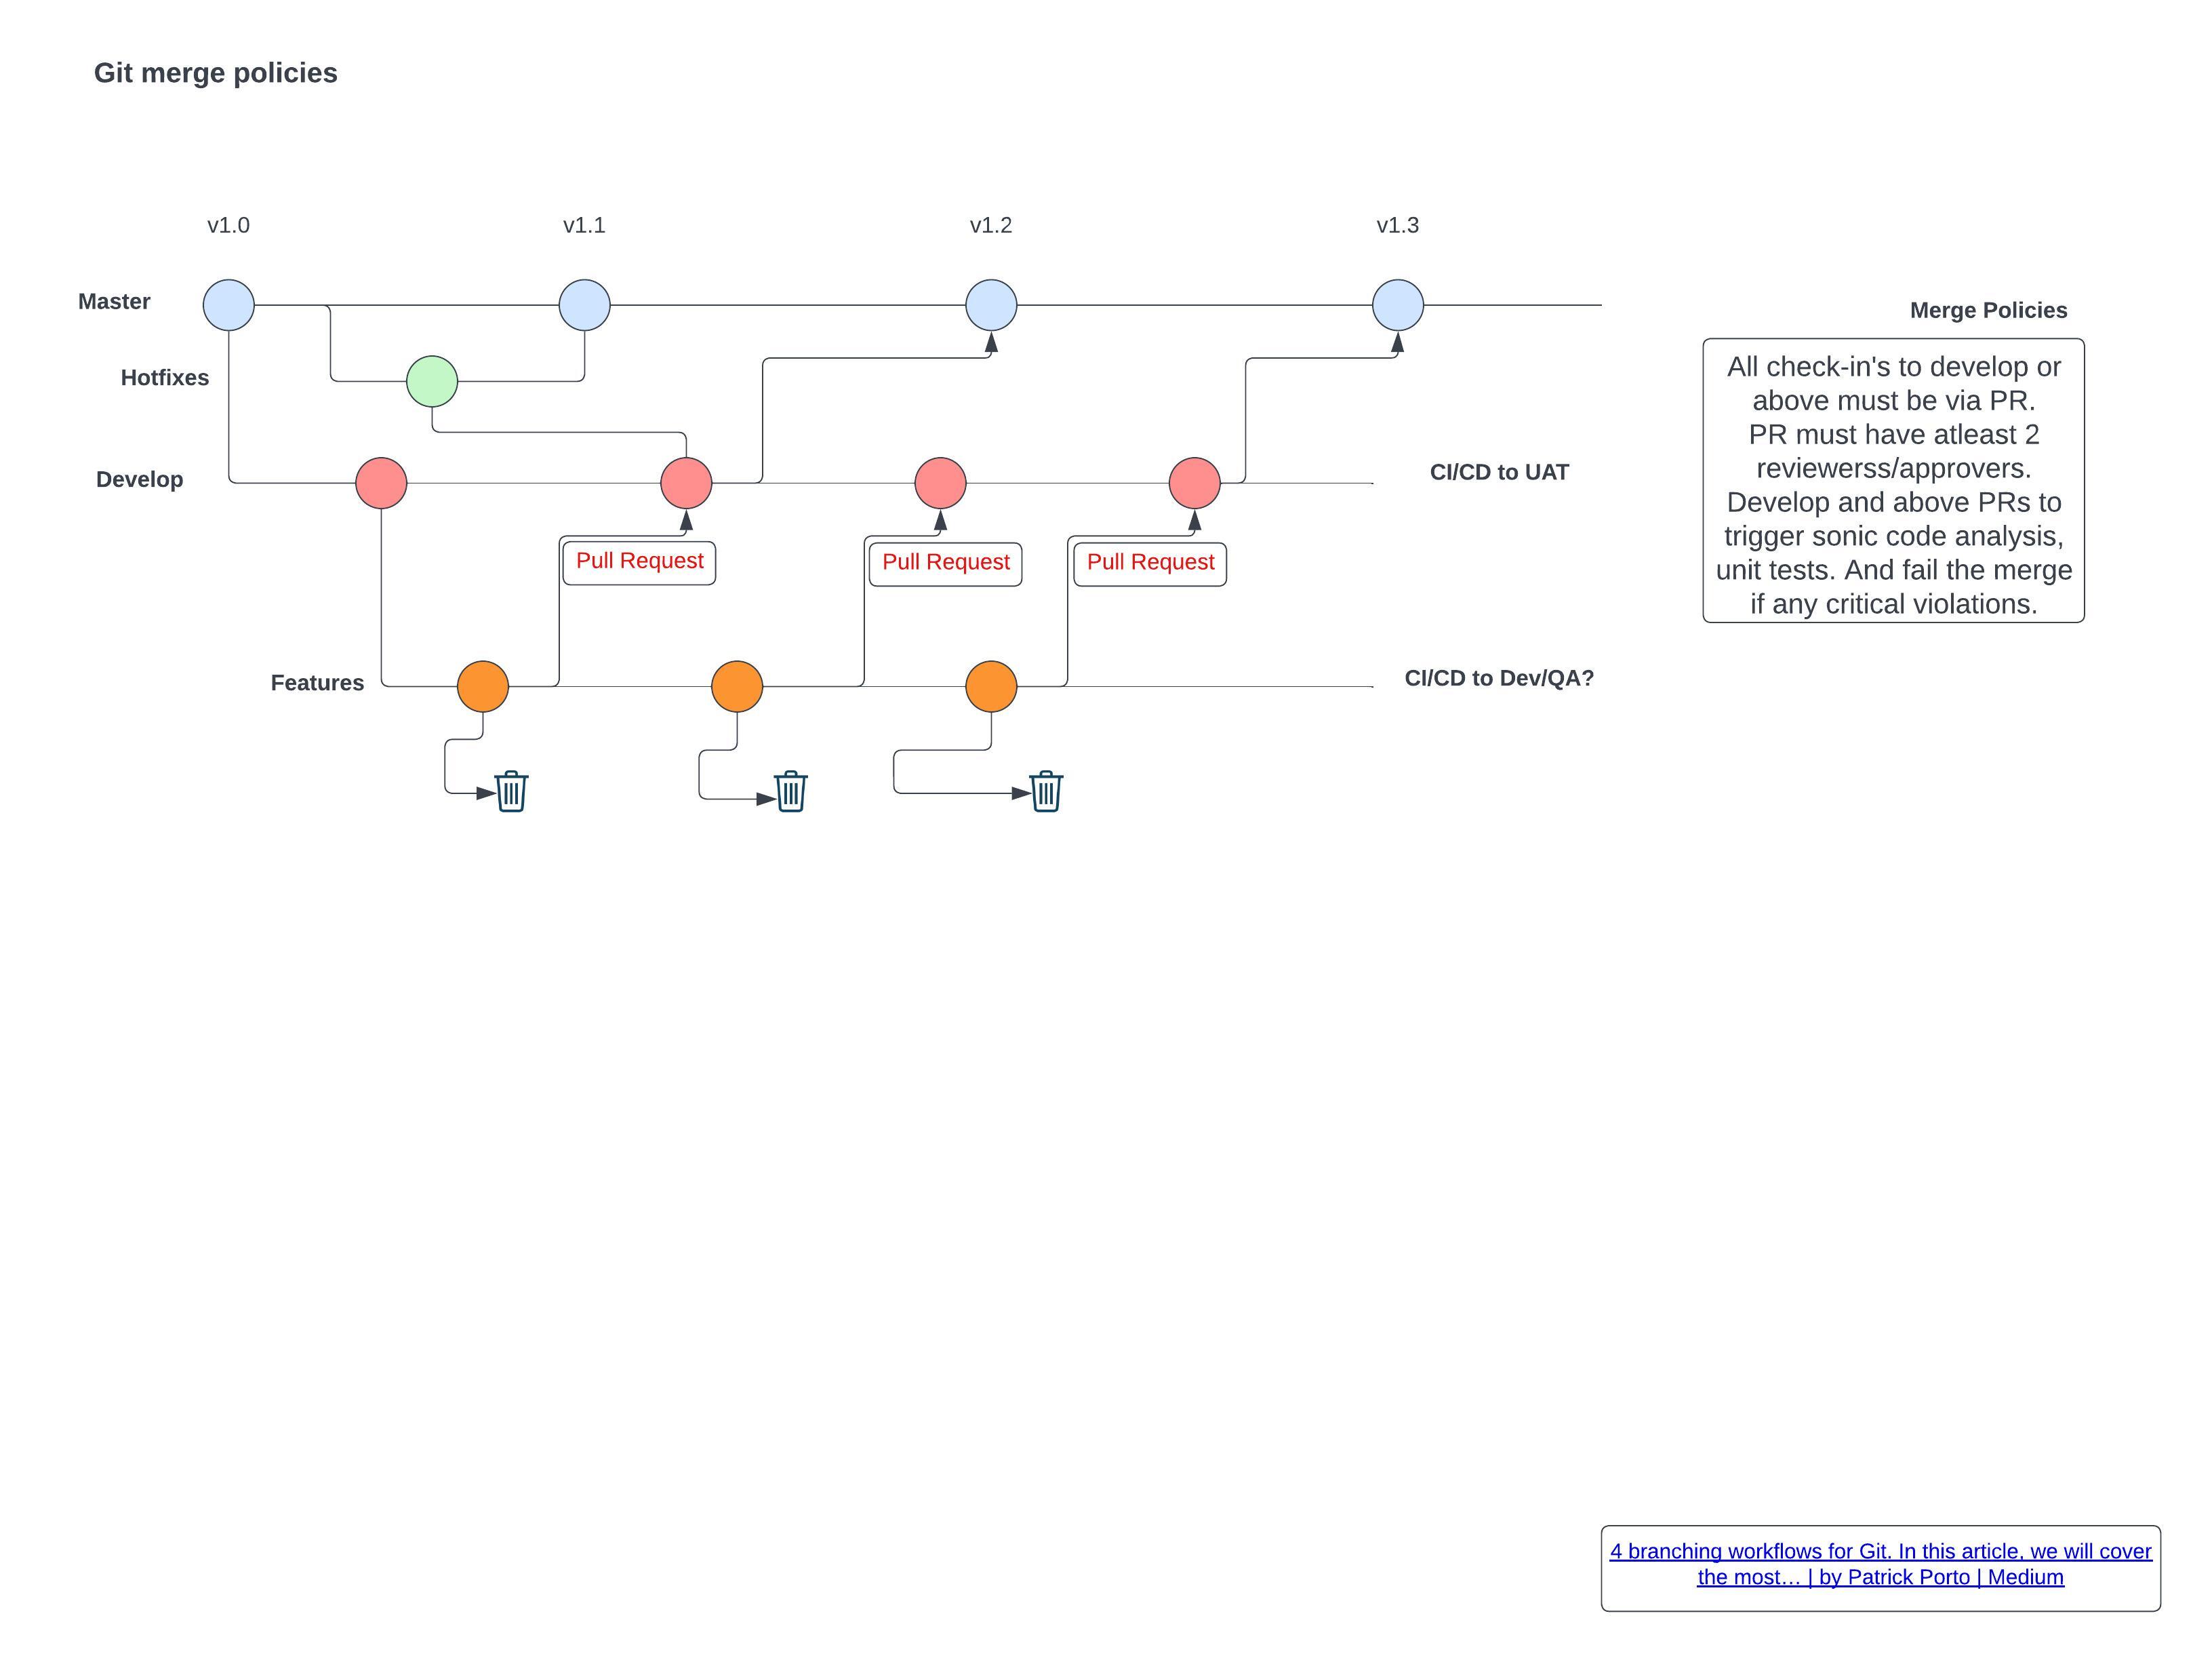 Git merge policies
v1.0
v1.1
v1.2
v1.3
Master
Merge Policies
Hotfixes
All check-in's to develop or
above must be via PR.
PR must have atleast 2
reviewerss/approvers.
Develop and above PRs to
trigger sonic code analysis,
unit tests. And fail the merge
if any critical violations.
Develop
CI/CD to UAT
Pull Request
Pull Request
Pull Request
Features
CI/CD to Dev/QA?
4 branching workflows for Git. In this article, we will cover
the most… | by Patrick Porto | Medium